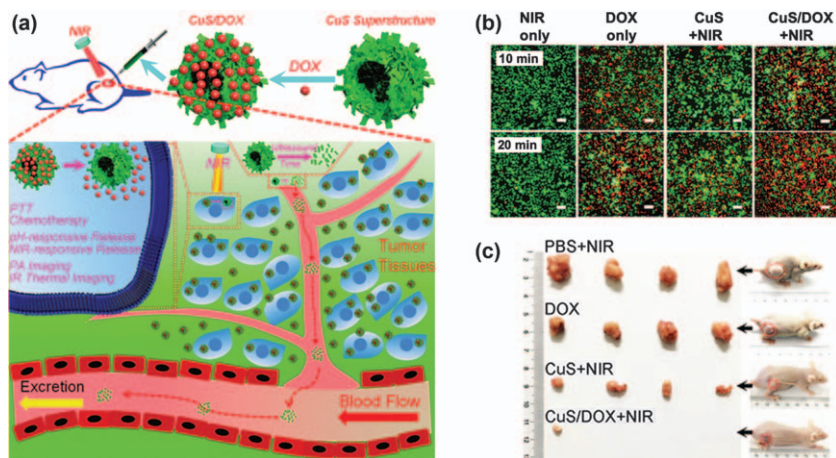 (a)
NIR
CuS/DOX
DOX
CuS Superstructure
NIR
Time
PTT
Chemotherapy
pH-responsive Release
NIR-responsive Release
PA Imaging
IR Thermal Imaging
Tumor
Tissues
Excretion
Blood Flow
(b)
NIR
only
DOX
only
CuS
+NIR
CuS/DOX
+NIR
10 min
20 min
(c)
PBS+NIR
DOX
CuS+NIR
CuS/DOX+NIR